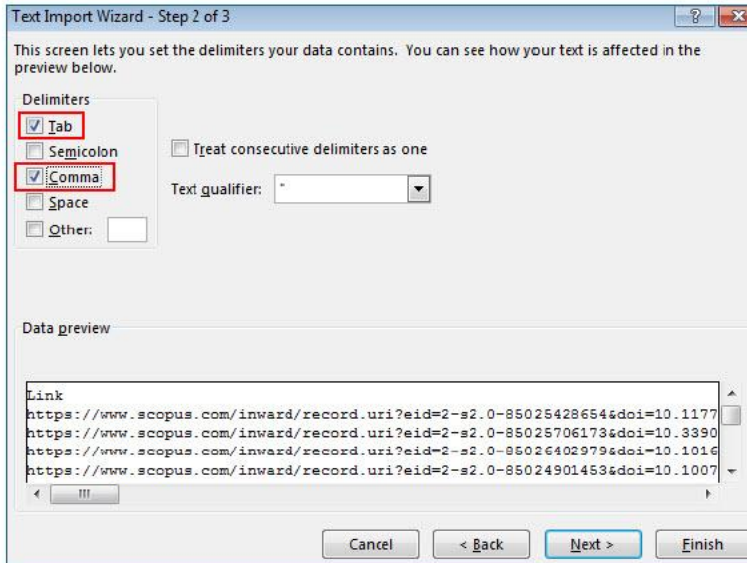 Text Import Wizard - Step 2 of 3
This screen lets you set the delimiters your data contains.  You can see how your text is affected in the
preview below.
Delimiters
Tab
Semicolon
Comma
Space
Other:
Treat consecutive delimiters as one
Text qualifier: "
Data preview
Link
https://www.scopus.com/inward/record.uri?eid=2-s2.0-85025428654&doi=10.1177
https://www.scopus.com/inward/record.uri?eid=2-s2.0-85025706173&doi=10.3390
https://www.scopus.com/inward/record.uri?eid=2-s2.0-85026402979&doi=10.1016
https://www.scopus.com/inward/record.uri?eid=2-s2.0-85024901453&doi=10.1007
Cancel < Back Next > Finish